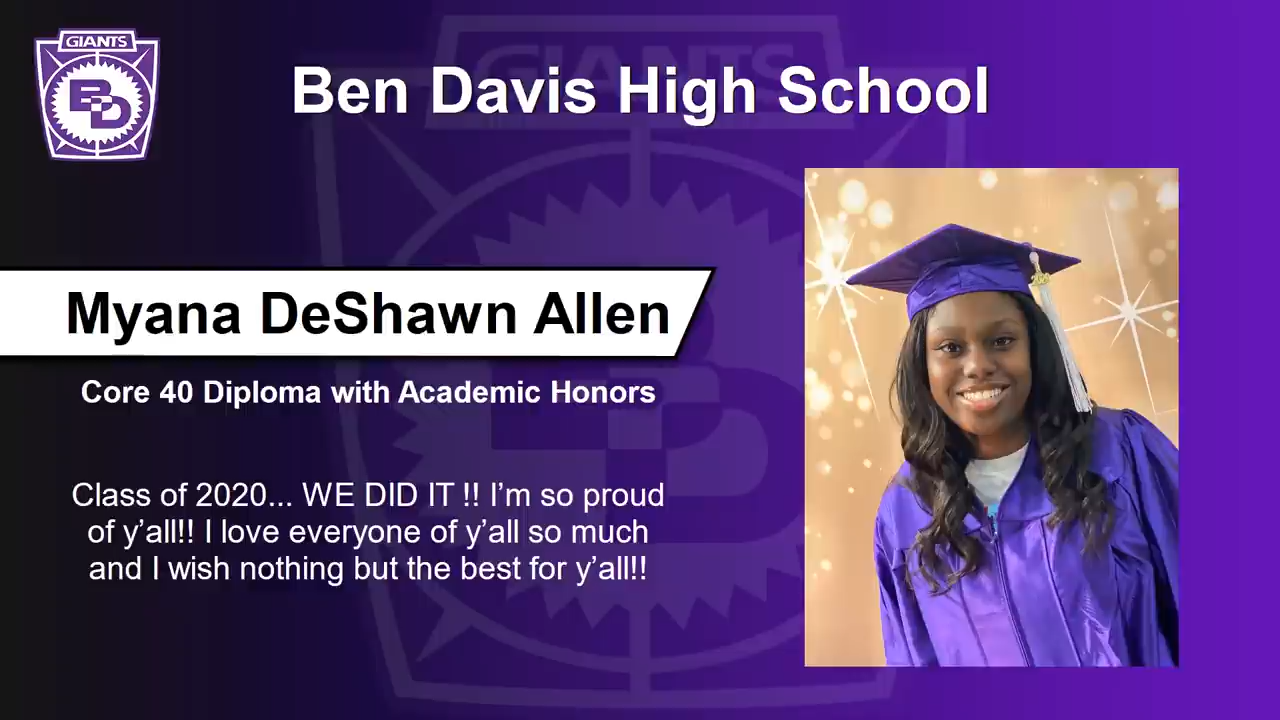 GIANTS
BD
GIANTS
Ben Davis High School
Myana DeShawn Allen
Core 40 Diploma with Academic Honors
Class of 2020... WE DID IT !! I’m so proud
of y’all!! I love everyone of y’all so much
and I wish nothing but the best for y’all!!